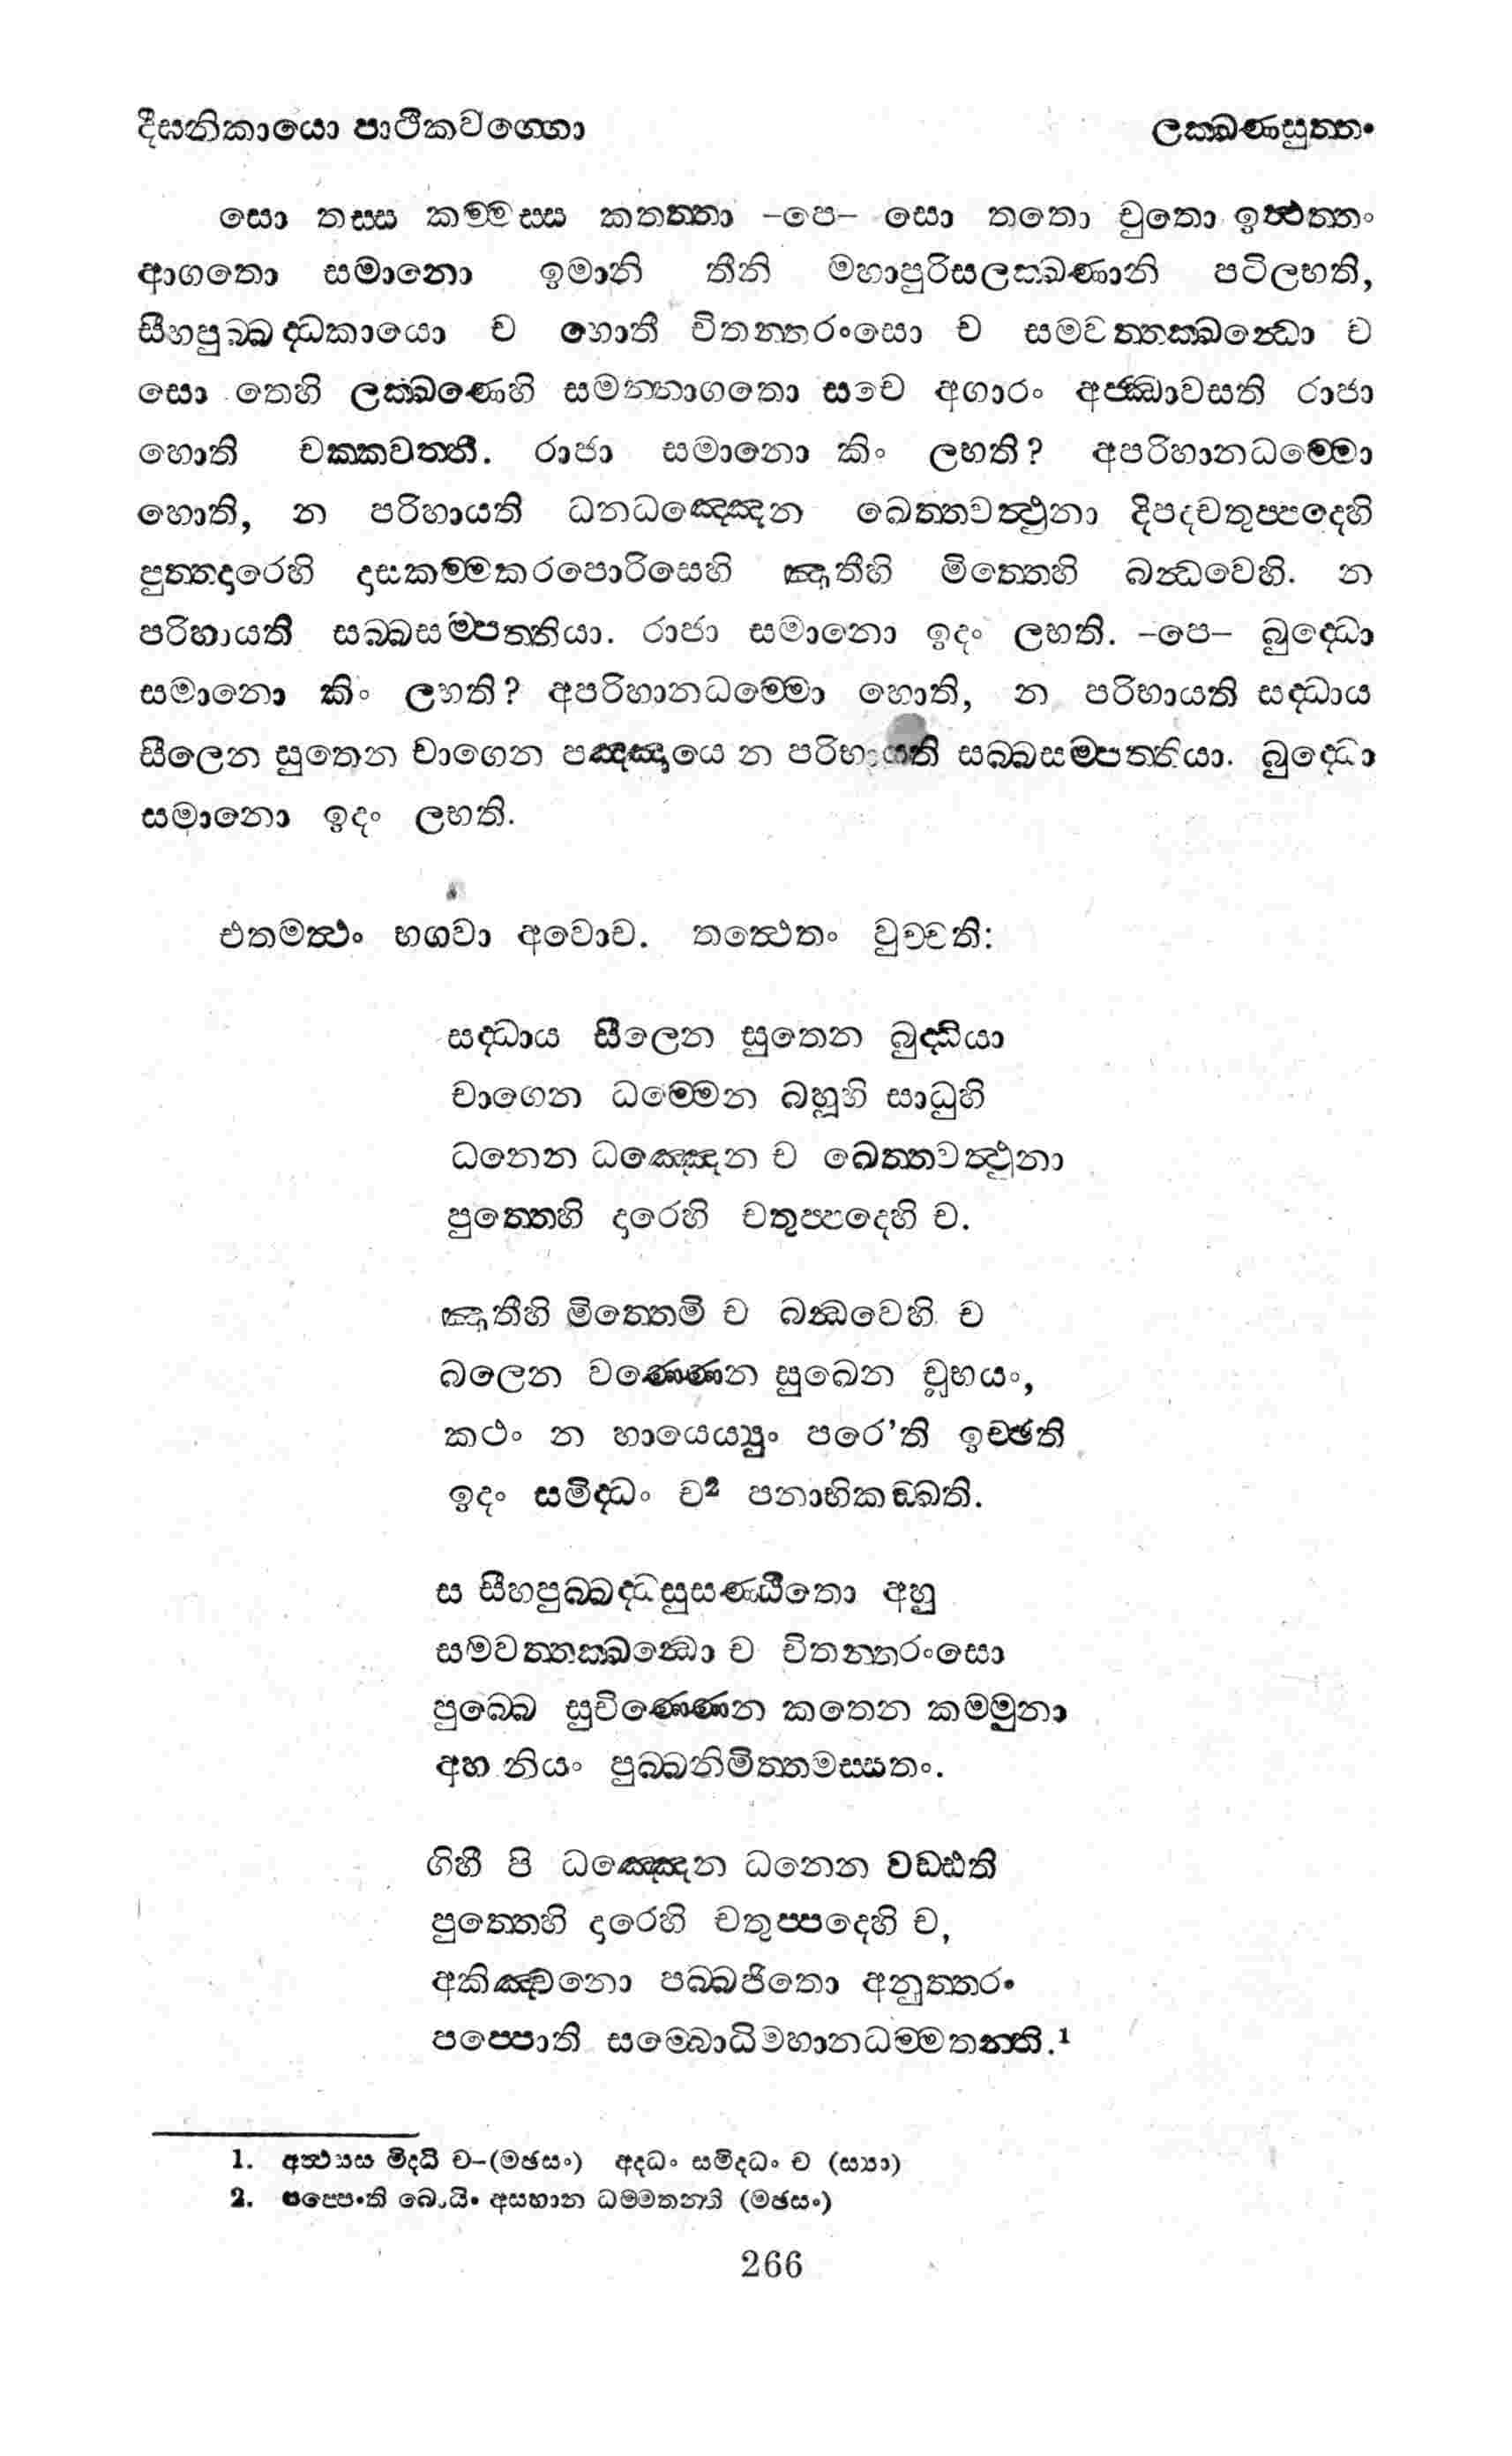 දීඝනිකායො පාථිකවග්ගො ලක්ඛණසුත්තං
සො තස්ස කම්මස්ස කතත්තා –පෙ– සො තතො චුතො ඉත්ථත්තං
ආගතො සමානො ඉමානි තීනි මහාපුරිසලක්ඛණානි පටිලභති,
සීහපුබ්බද්ධකායො ච හොති චිතන්තරංසො ච සමවත්තක්ඛන්ධො ච
සො තෙහි ලක්ඛණෙහි සමන්නාගතො සචෙ අගාරං අජ්ඣාවසති රාජා
හොති චක්කවත්තී. රාජා සමානො කිං ලභති? අපරිහානධම්මො
හොති, න පරිහායති ධනධඤ්ඤෙන ඛෙත්තවත්ථුනා දිපදචතුප්පදෙහි
පුත්තදාරෙහි දාසකම්මකරපොරිසෙහි ඤාතීහි මිත්තෙහි බන්ධවෙහි. න
පරිහායති සබ්බසම්පත්තියා. රාජා සමානො ඉදං ලභති. –පෙ– බුද්ධො
සමානො කිං ලභති? අපරිහානධම්මො හොති, න පරිහායති සද්ධාය
සීලෙන සුතෙන චාගෙන පඤ්ඤාය න පරිහායති සබ්බසම්පත්තියා. බුද්ධො
සමානො ඉදං ලභති.
එතමත්ථං භගවා අවොච. තත්ථෙතං වුච්චති:
සද්ධාය සීලෙන සුතෙන බුද්ධියා
චාගෙන ධම්මෙන බහූහි සාධුහි
ධනෙන ධඤ්ඤෙන ච ඛෙත්තවත්ථුනා
පුත්තෙහි දාරෙහි චතුප්පදෙහි ච.
ඤාතීහි මිත්තෙමි ච බන්ධවෙහි ච
බලෙන වණ්ණෙන සුඛෙන චූභයං,
කථං න හායෙය්‍යුං පරෙ'ති ඉච්ඡති
ඉදං සමිද්ධං ච² පනාභිකඞ්ඛති.
ස සීහපුබ්බද්ධසුසණ්ඨිතො අහු
සමවත්තක්ඛන්ධො ච චිතන්තරංසො
පුබ්බෙ සුචිණ්ණෙන කතෙන කම්මුනා
අහානියං පුබ්බනිමිත්තමස්සතං.
ගිහී පි ධඤ්ඤෙන ධනෙන වඩ්ඪති
පුත්තෙහි දාරෙහි චතුප්පදෙහි ච,
අකිඤ්චනො පබ්බජිතො අනුත්තරං
පප්පොති සම්බොධිමහානධම්මතන්ති.¹
1. අත්ථස්ස මිද්ධි ච–(මඡසං) අද්ධං සමිද්ධං ච (ස්‍යා)
2. පප්පොති බොධිං අසහාන ධම්මතන්ති (මඡසං)
266